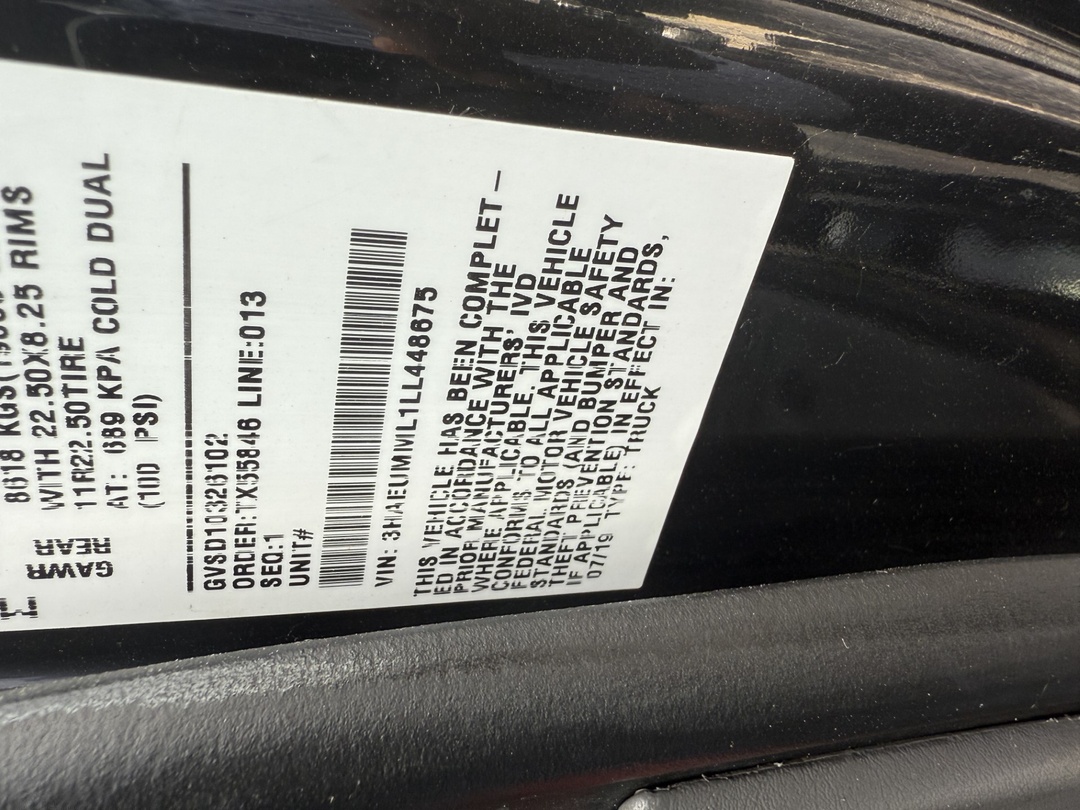 8618 KGS
GAWR WITH 22.50X8.25 RIMS
REAR 11R22.50TIRE
AT: 689 KPA COLD DUAL
(100 PSI)
GVSD10326102
ORDER:TX55846 LINE:013
SEQ:1
UNIT#
VIN: 3HAEUMML1LL448675
THIS VEHICLE HAS BEEN COMPLET-
ED IN ACCORDANCE WITH THE
PRIOR MANUFACTURERS' IVD
WHERE APPLICABLE. THIS VEHICLE
CONFORMS TO ALL APPLICABLE
FEDERAL MOTOR VEHICLE SAFETY
STANDARDS, (AND BUMPER AND
THEFT PREVENTION STANDARDS,
IF APPLICABLE) IN EFFECT IN:
07/19 TYPE: TRUCK